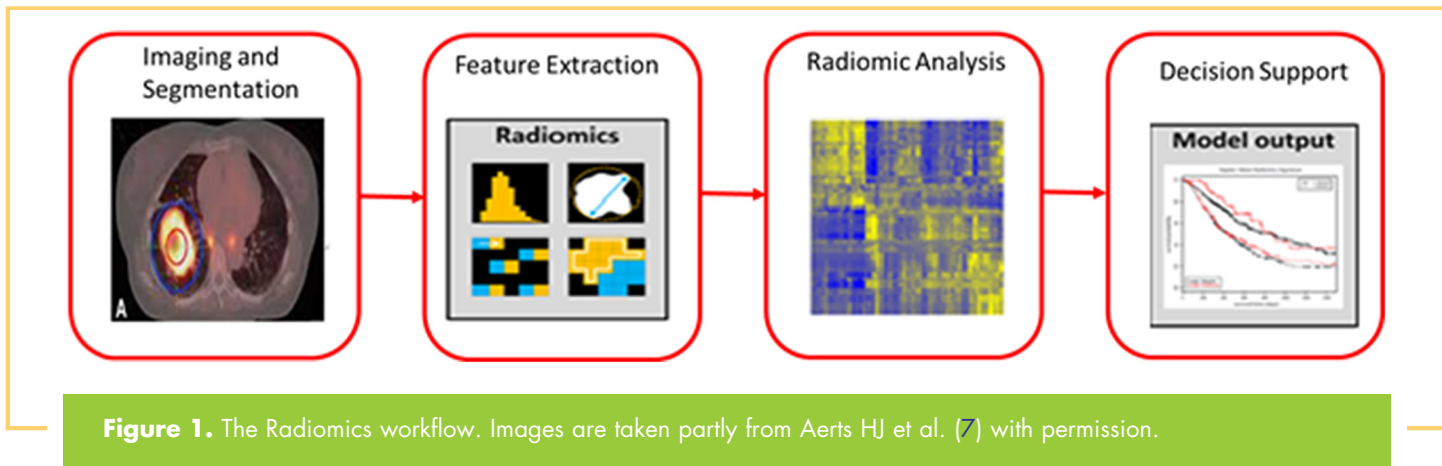 Imaging and
Segmentation
A
Feature Extraction
Radiomics
Radiomic Analysis
Decision Support
Model output
Figure 1. The Radiomics workflow. Images are taken partly from Aerts HJ et al. (7) with permission.